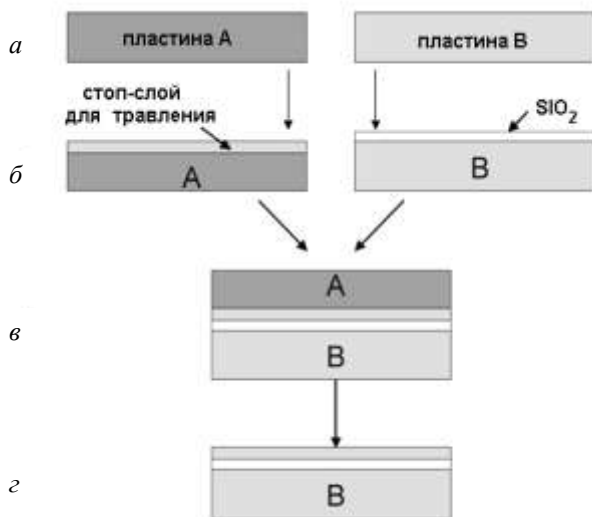 а
пластина А
пластина В
стоп-слой
для травления
SIO2
б
А
В
в
А
В
г
В